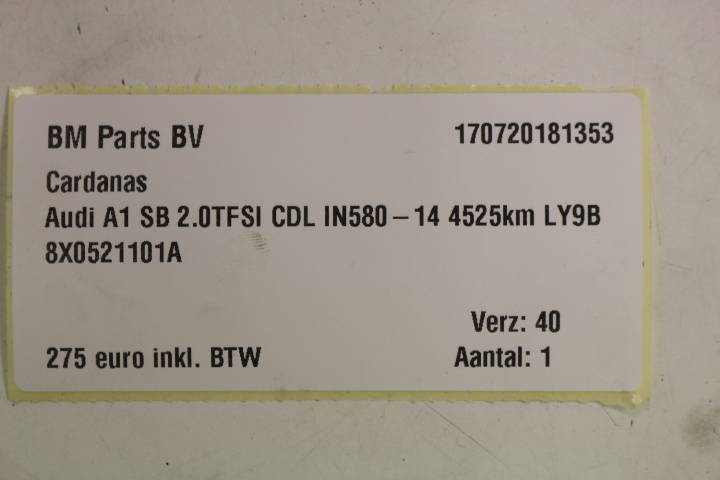 BM Parts BV 170720181353
Cardanas
Audi A1 SB 2.0TFSI CDL IN580-14 4525km LY9B
8X0521101A
Verz: 40
275 euro inkl. BTW Aantal: 1